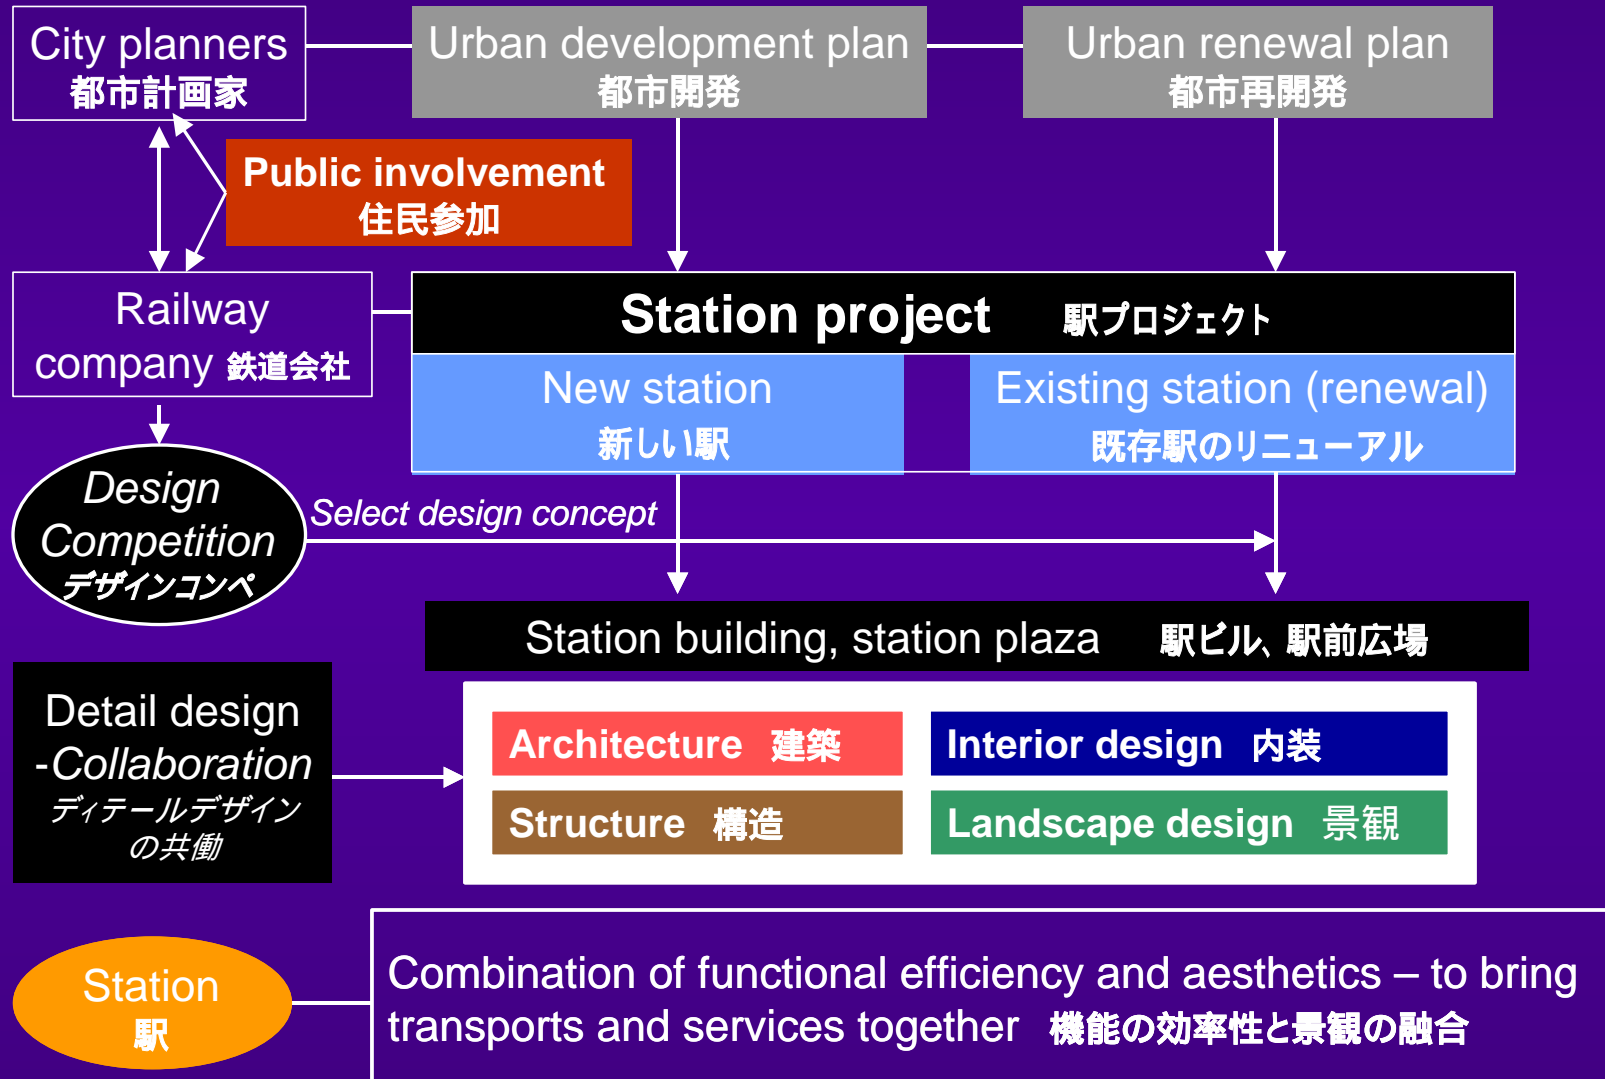 City planners
都市計画家
Urban development plan
都市開発
Urban renewal plan
都市再開発
Public involvement
住民参加
Railway
company 鉄道会社
Station project 駅プロジェクト
New station
新しい駅
Existing station (renewal)
既存駅のリニューアル
Design
Competition
デザインコンペ
Select design concept
Station building, station plaza 駅ビル、駅前広場
Detail design
-Collaboration
ディテールデザイン
の共働
Architecture 建築
Interior design 内装
Structure 構造
Landscape design 景観
Station
駅
Combination of functional efficiency and aesthetics – to bring
transports and services together 機能の効率性と景観の融合